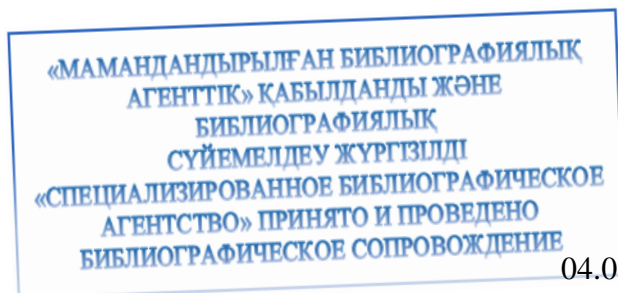 «МАМАНДАНДЫРЫЛҒАН БИБЛИОГРАФИЯЛЫҚ
АГЕНТТІК» ҚАБЫЛДАНДЫ ЖӘНЕ
БИБЛИОГРАФИЯЛЫҚ
СҮЙЕМЕЛДЕУ ЖҮРГІЗІЛДІ
«СПЕЦИАЛИЗИРОВАННОЕ БИБЛИОГРАФИЧЕСКОЕ
АГЕНТСТВО» ПРИНЯТО И ПРОВЕДЕНО
БИБЛИОГРАФИЧЕСКОЕ СОПРОВОЖДЕНИЕ
04.0